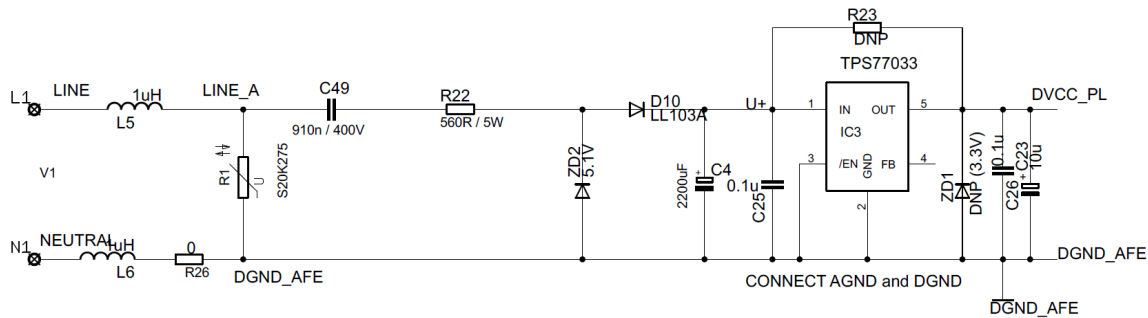 R23
DNP
TPS77033
L1
LINE
1uH
L5
LINE_A
C49
910n / 400V
R22
560R / 5W
D10
LL103A
U+
1
IN
OUT
5
DVCC_PL
IC3
V1
R1
U
S20K275
ZD2
5.1V
2200uF
+
C4
0.1u
C25
3
/EN
GND
FB
4
2
ZD1
DNP (3.3V)
0.1u
C26
+
C23
10u
N1
NEUTRAL
1uH
L6
0
R26
DGND_AFE
CONNECT AGND and DGND
DGND_AFE
DGND_AFE